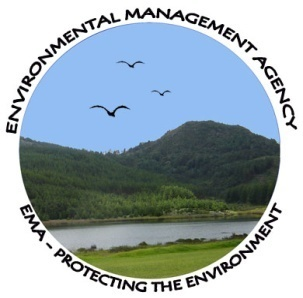 ENVIRONMENTAL MANAGEMENT AGENCY
EMA - PROTECTING THE ENVIRONMENT